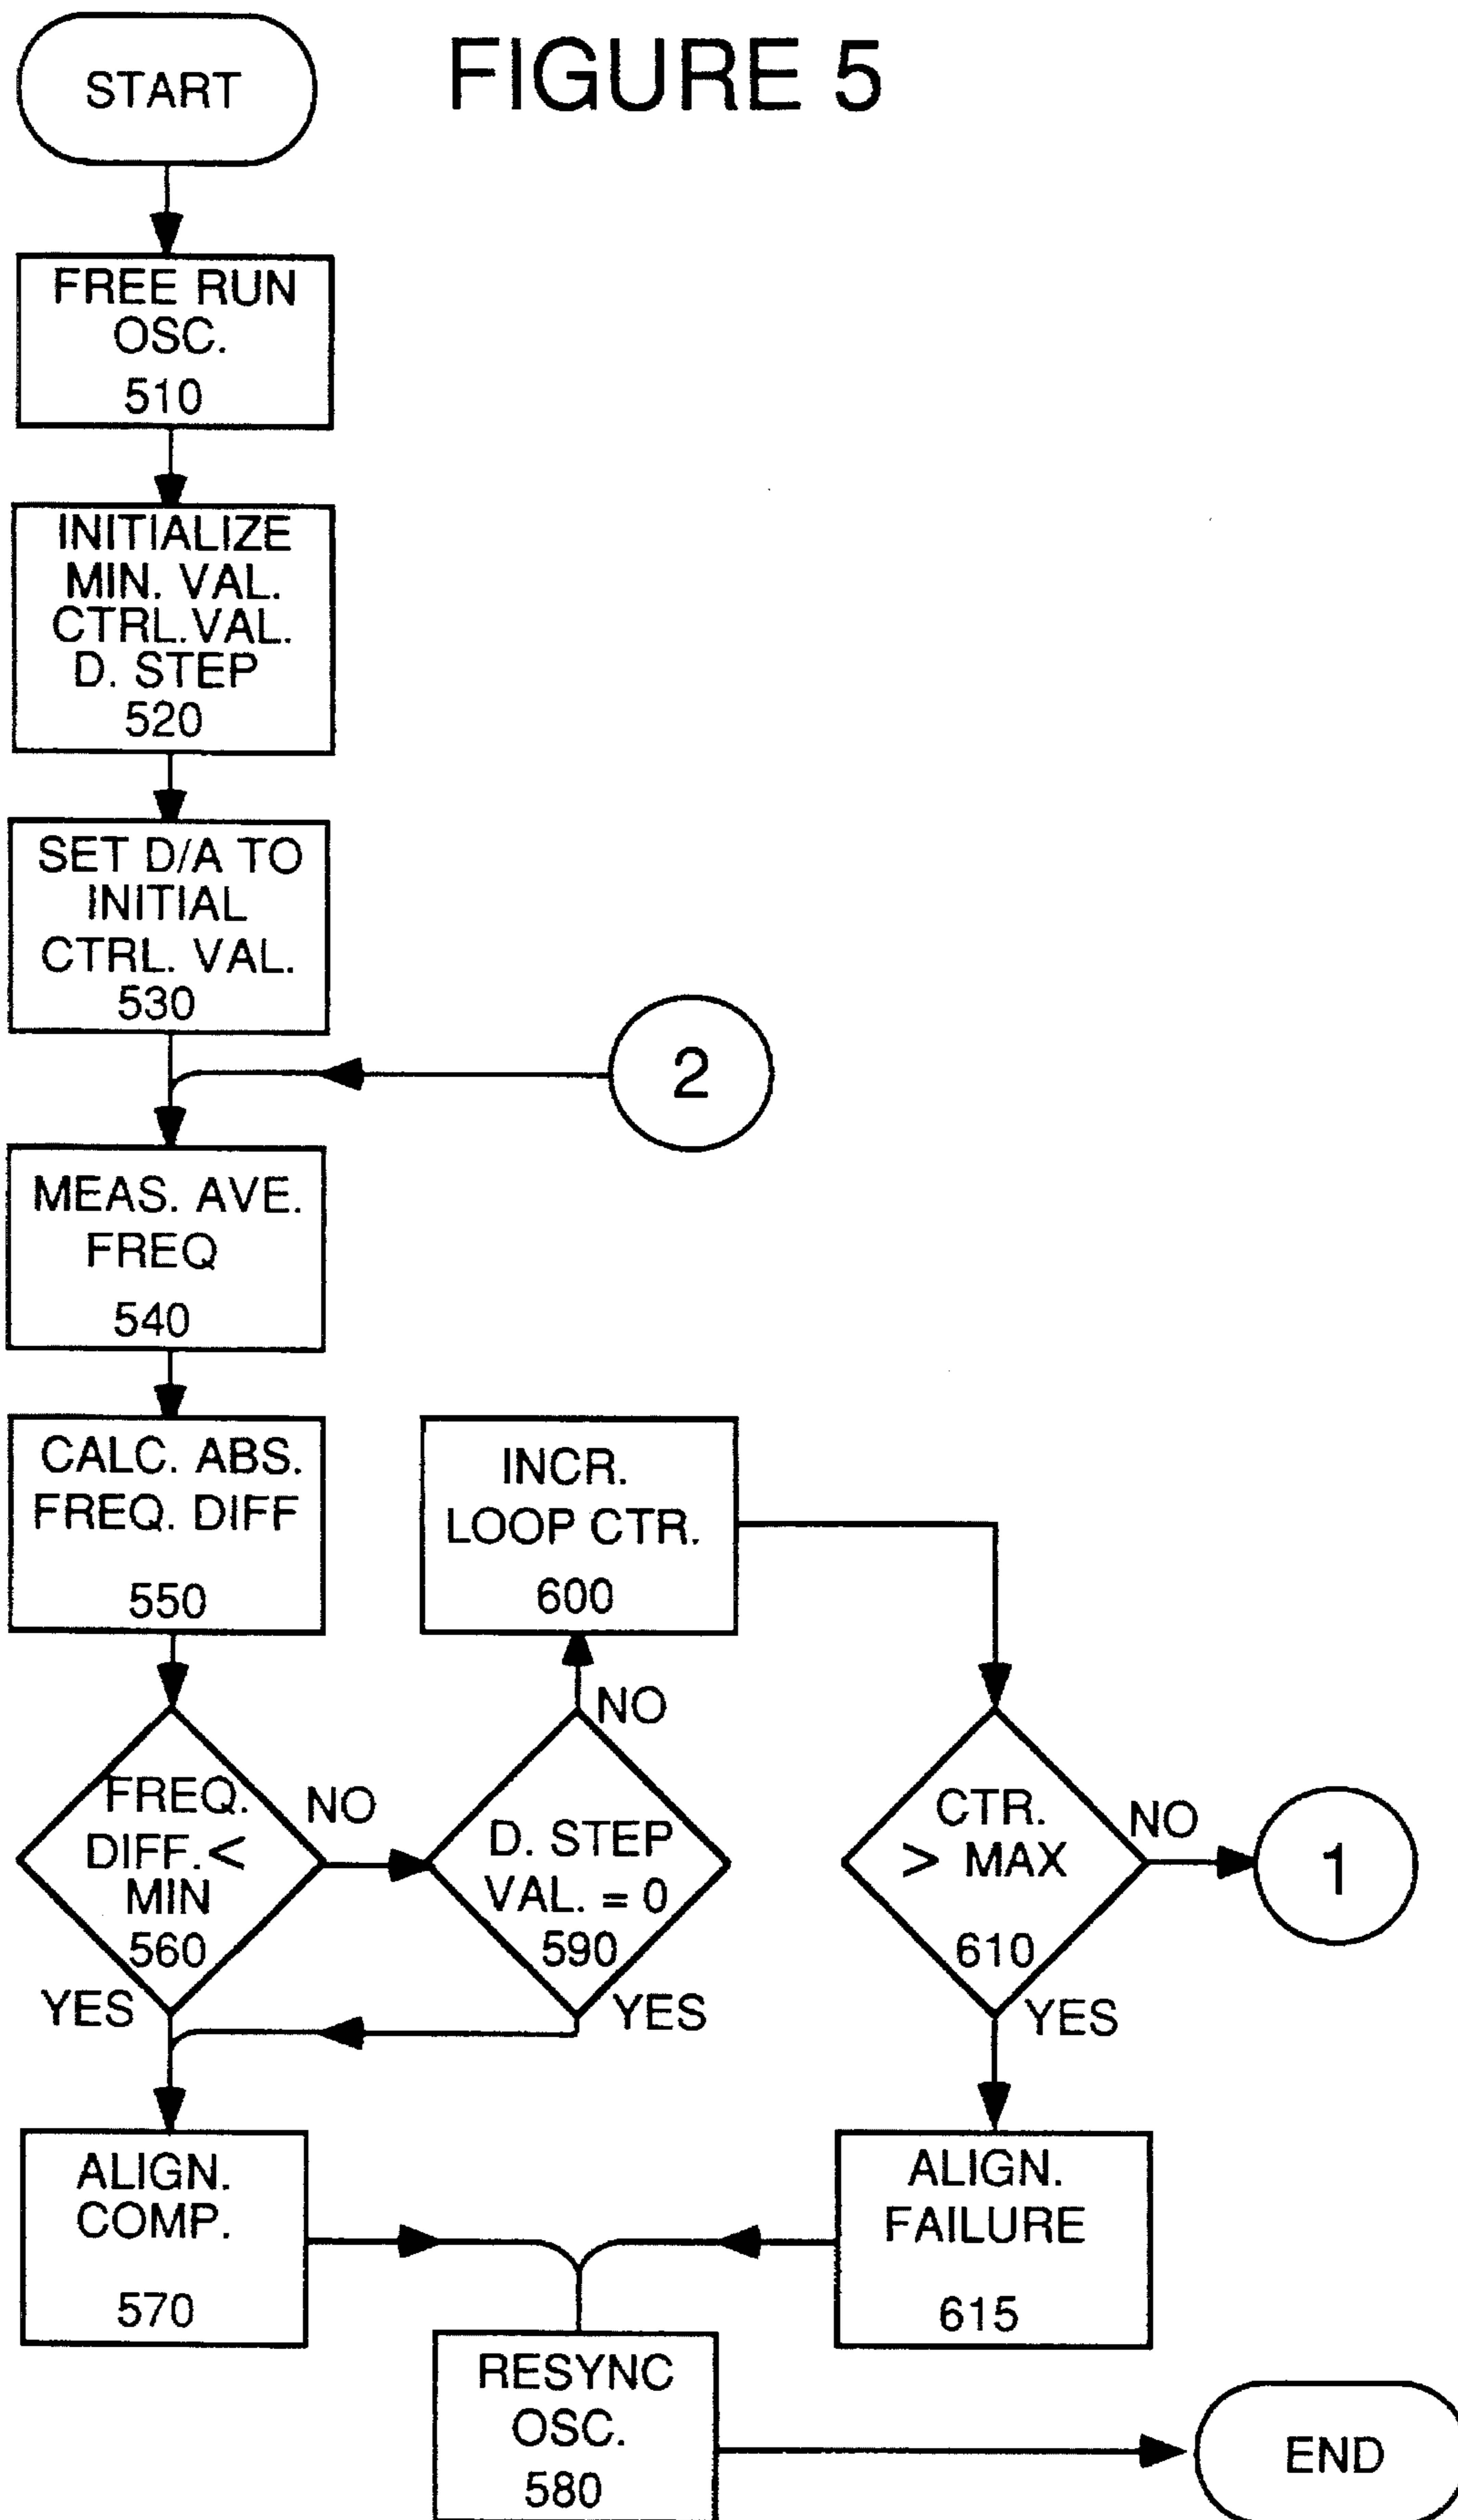 FIGURE 5
START
FREE RUN
OSC.
510
INITIALIZE
MIN. VAL.
CTRL.VAL.
D. STEP
520
SET D/A TO
INITIAL
CTRL. VAL.
530
2
MEAS. AVE.
FREQ
540
CALC. ABS.
FREQ. DIFF
550
INCR.
LOOP CTR.
600
FREQ.
DIFF. <
MIN
560
NO
YES
D. STEP
VAL. = 0
590
NO
YES
CTR.
> MAX
610
NO
YES
1
ALIGN.
COMP.
570
ALIGN.
FAILURE
615
RESYNC
OSC.
580
END